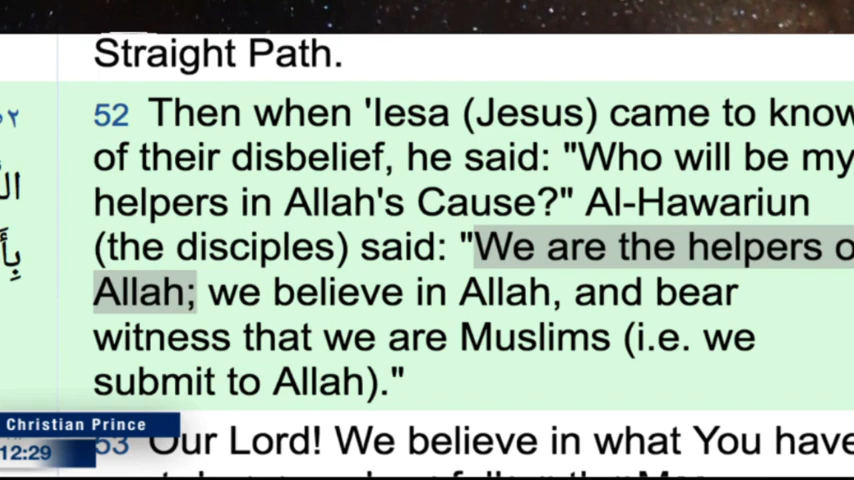 Straight Path.
52 Then when 'Iesa (Jesus) came to know
of their disbelief, he said: "Who will be my
helpers in Allah's Cause?" Al-Hawariun
(the disciples) said: "We are the helpers o
Allah; we believe in Allah, and bear
witness that we are Muslims (i.e. we
submit to Allah)."
53 Our Lord! We believe in what You have
Christian Prince
12:29